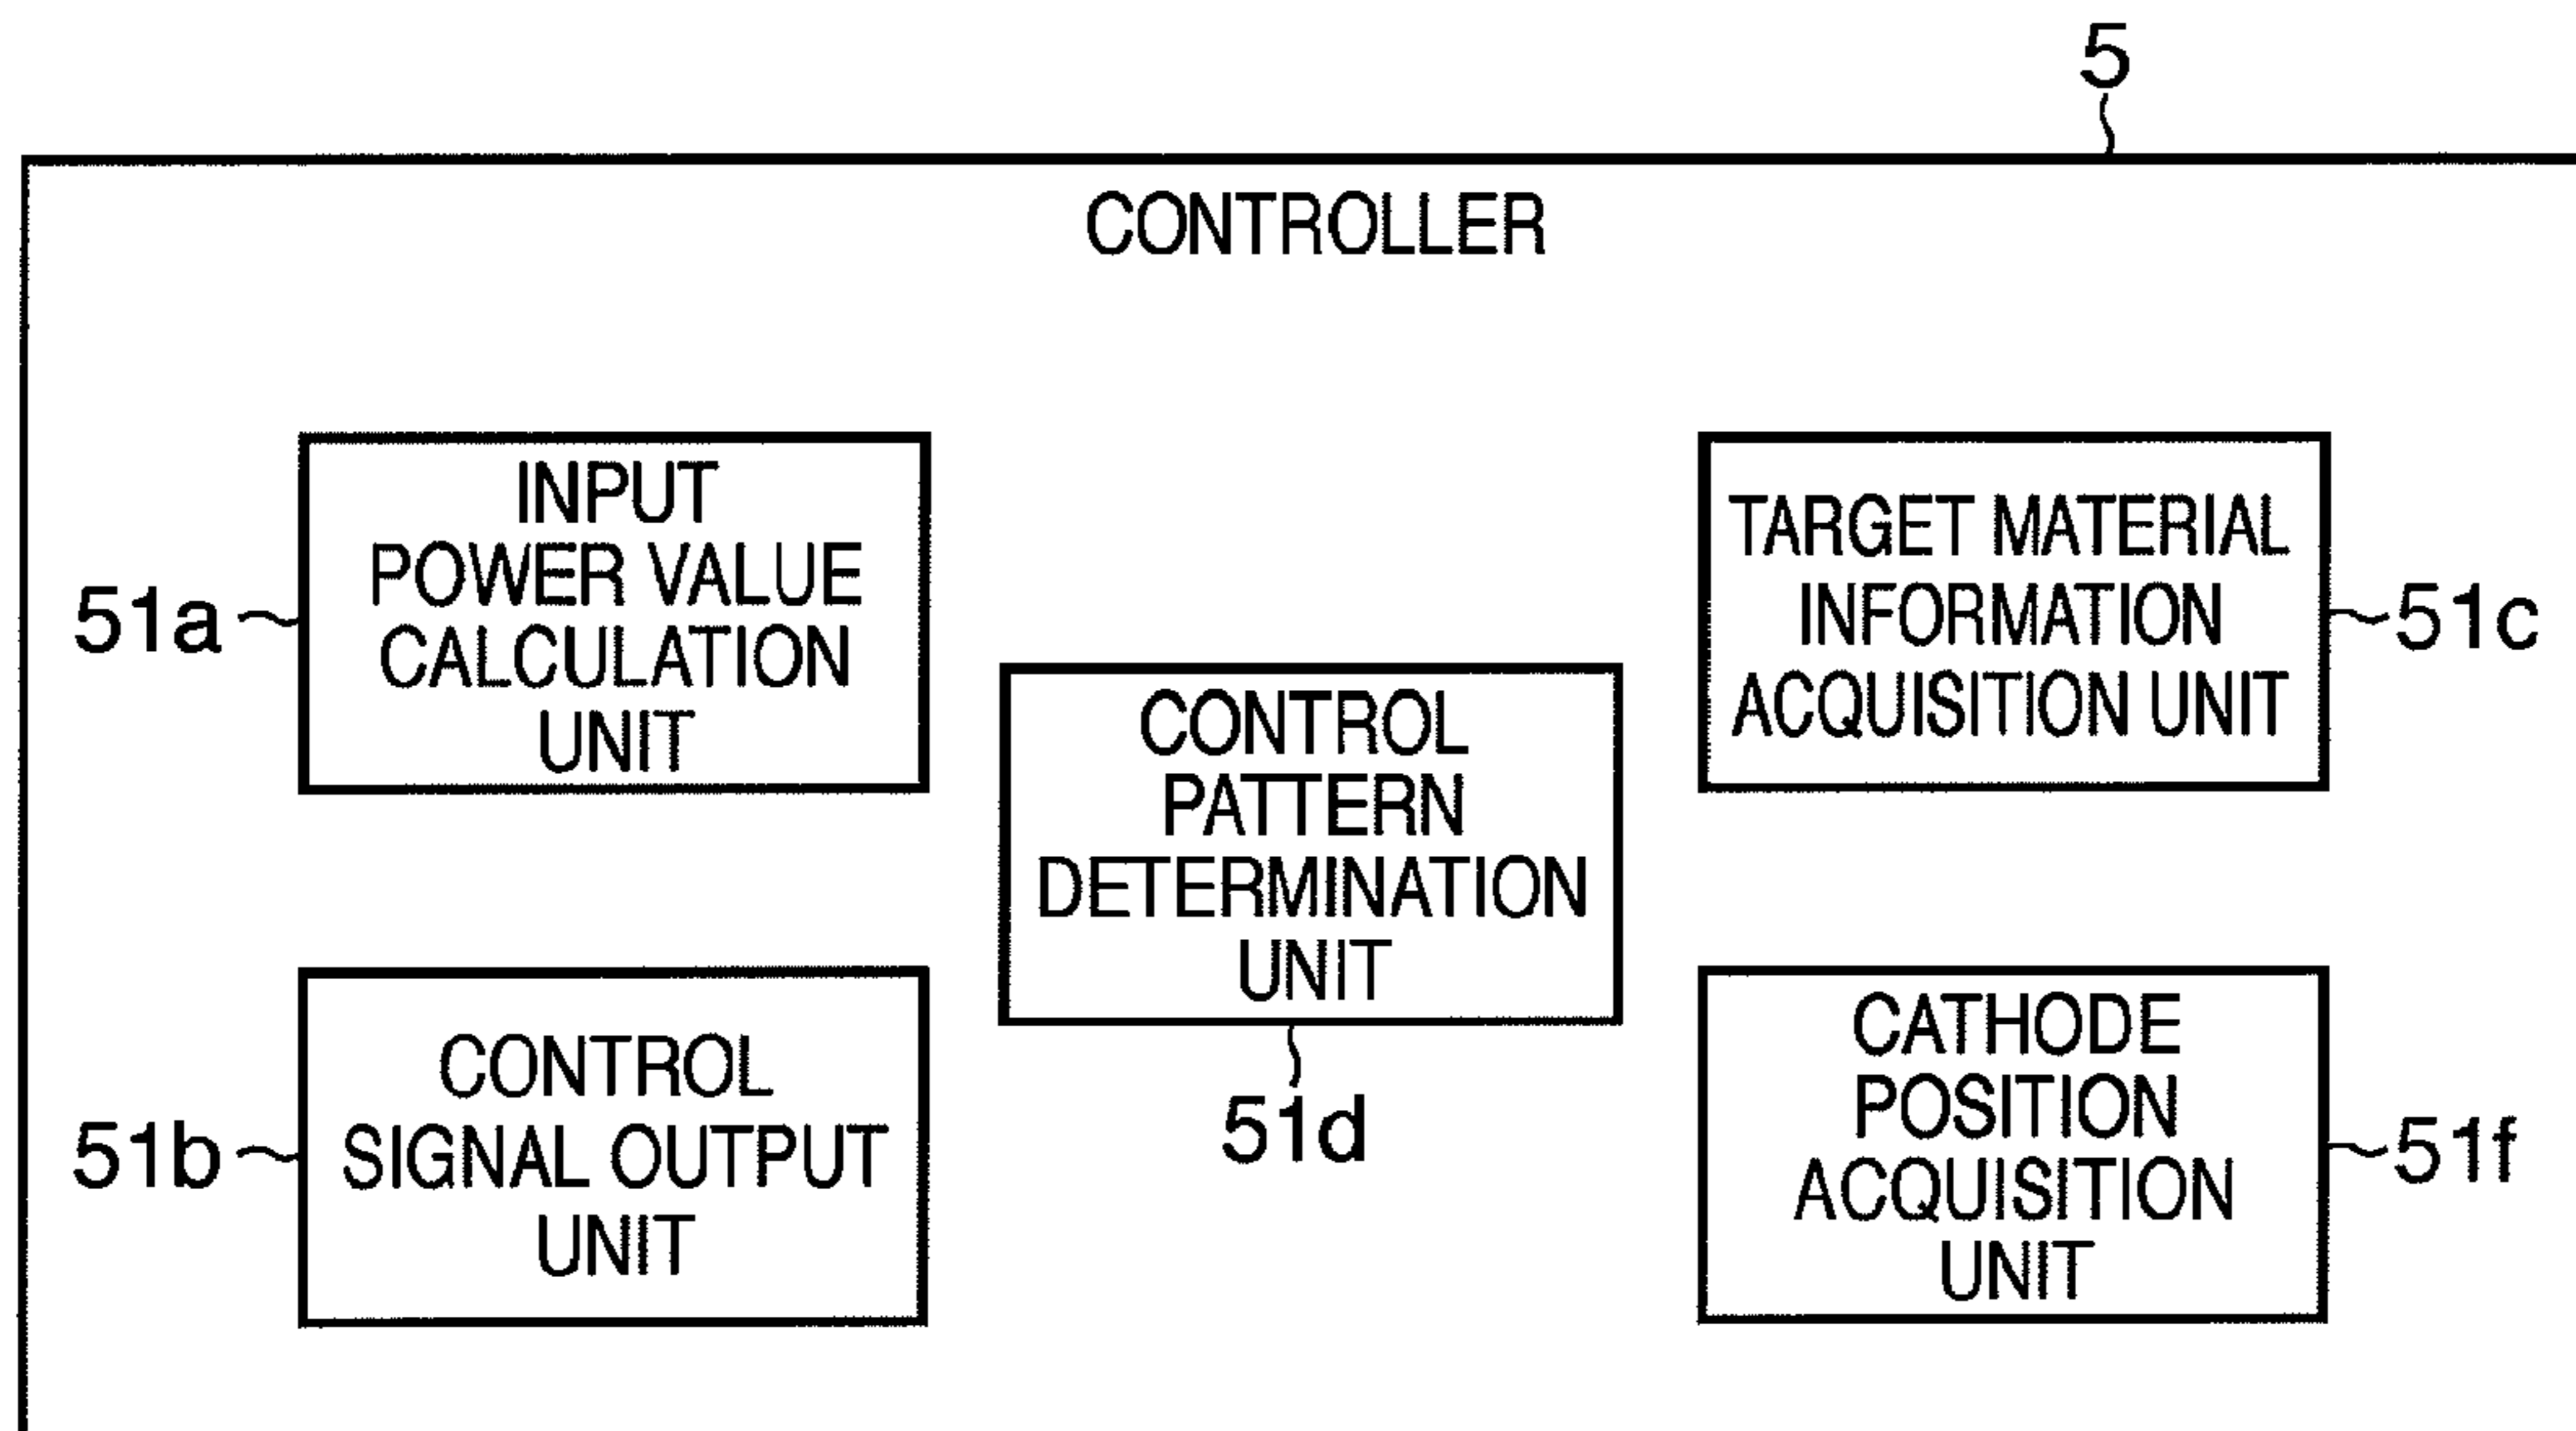 5
CONTROLLER
51a
INPUT
POWER VALUE
CALCULATION
UNIT
51b
CONTROL
SIGNAL OUTPUT
UNIT
CONTROL
PATTERN
DETERMINATION
UNIT
51d
TARGET MATERIAL
INFORMATION
ACQUISITION UNIT
51c
CATHODE
POSITION
ACQUISITION
UNIT
51f